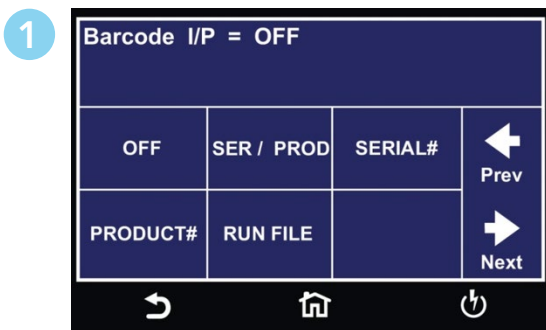 1
Barcode I/P = OFF
OFF
SER / PROD
SERIAL#
Prev
PRODUCT#
RUN FILE
Next